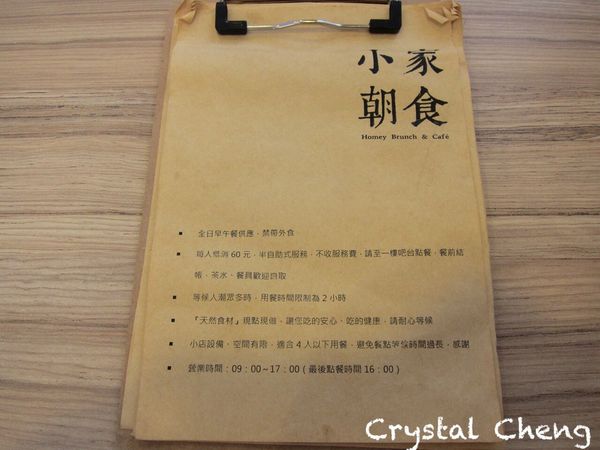 小家
朝食
Homey Brunch & Café
▪ 全日早午餐供應，禁帶外食
▪ 每人低消 60 元，半自助式服務，不收服務費，請至一樓吧台點餐，餐前結
帳，茶水、餐具歡迎自取
▪ 等候人潮眾多時，用餐時間限制為 2 小時
▪ 「天然食材」現點現做，讓您吃的安心、吃的健康，請耐心等候
▪ 小店設備、空間有限，適合 4 人以下用餐，避免餐點等候時間過長，感謝
▪ 營業時間：09：00~17：00（最後點餐時間 16：00）
Crystal Cheng